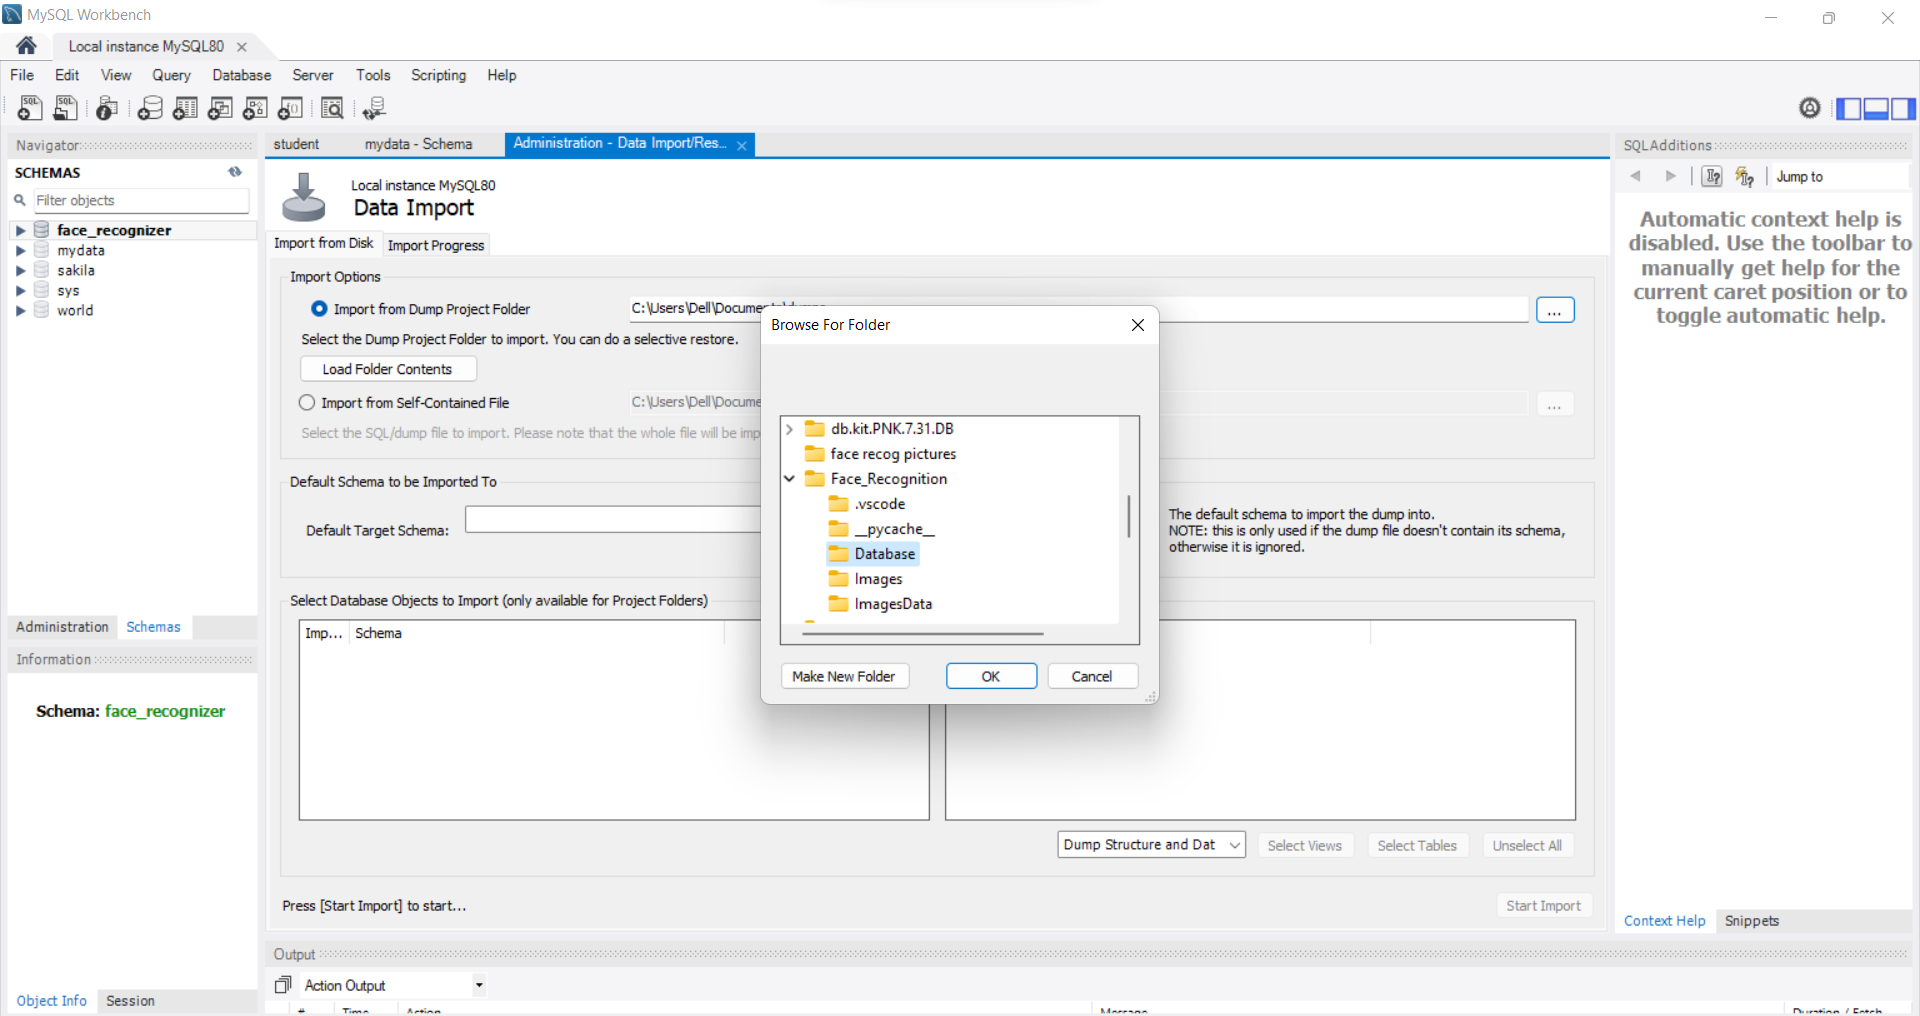 MySQL Workbench
Local instance MySQL80
File Edit View Query Database Server Tools Scripting Help
Navigator
SCHEMAS
Filter objects
face_recognizer
mydata
sakila
sys
world
Administration Schemas
Information
Schema: face_recognizer
Object Info Session
student mydata - Schema Administration - Data Import/Res...
Local instance MySQL80
Data Import
Import from Disk Import Progress
Import Options
Import from Dump Project Folder C:\Users\Dell\Docume ...
Select the Dump Project Folder to import. You can do a selective restore.
Load Folder Contents
Import from Self-Contained File C:\Users\Dell\Docume ...
Select the SQL/dump file to import. Please note that the whole file will be imp
Default Schema to be Imported To
Default Target Schema:
The default schema to import the dump into.
NOTE: this is only used if the dump file doesn't contain its schema,
otherwise it is ignored.
Select Database Objects to Import (only available for Project Folders)
Imp... Schema
Browse For Folder
db.kit.PNK.7.31.DB
face recog pictures
Face_Recognition
.vscode
__pycache__
Database
Images
ImagesData
Make New Folder OK Cancel
Dump Structure and Dat Select Views Select Tables Unselect All
Press [Start Import] to start... Start Import
Output
Action Output
# Time Action Message Duration / Fetch
SQLAdditions
Jump to
Automatic context help is
disabled. Use the toolbar to
manually get help for the
current caret position or to
toggle automatic help.
Context Help Snippets